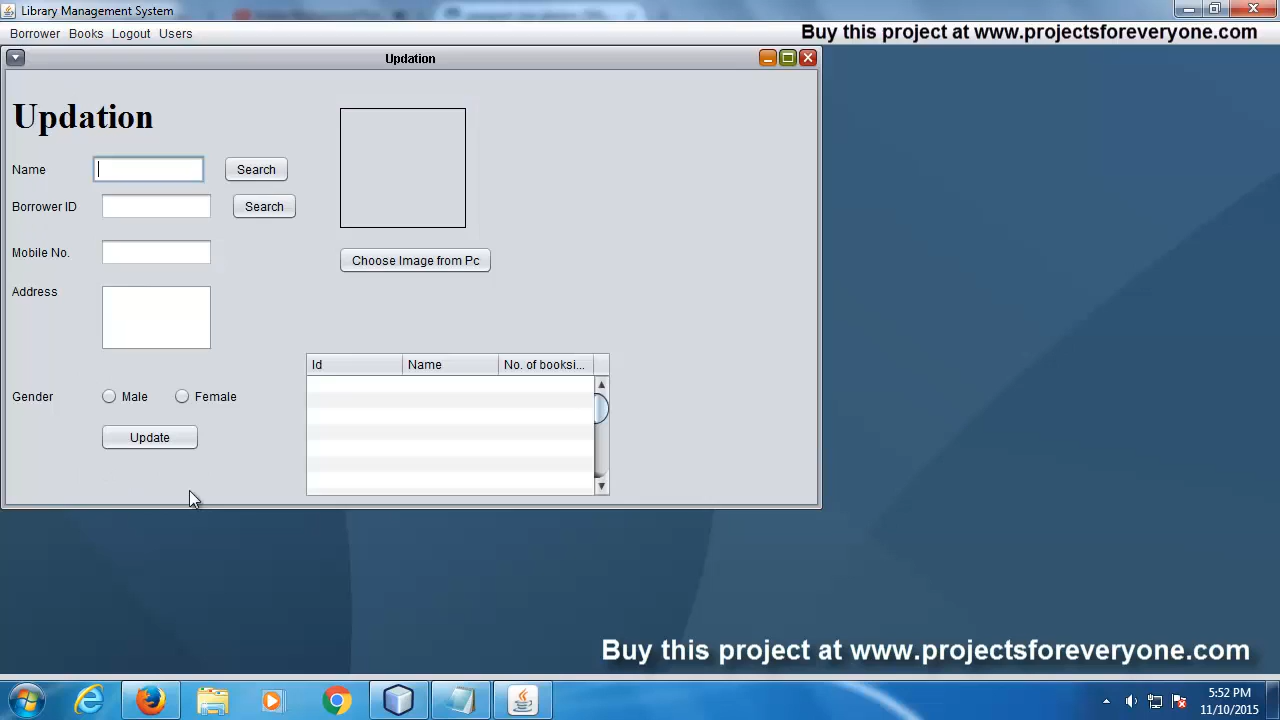 Library Management System
Borrower Books Logout Users
Buy this project at www.projectsforeveryone.com
Updation
Updation
Name
Search
Borrower ID
Search
Mobile No.
Choose Image from Pc
Address
Id Name No. of booksi...
Gender Male Female
Update
Buy this project at www.projectsforeveryone.com
5:52 PM
11/10/2015